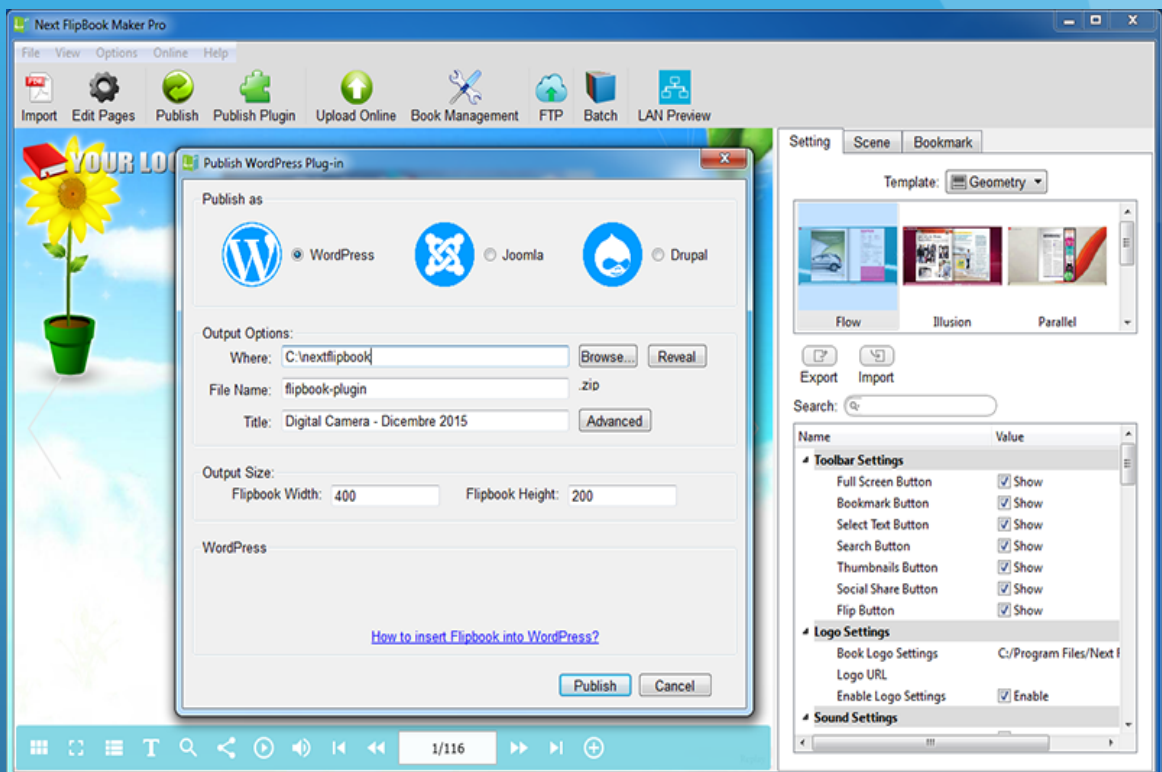 Next FlipBook Maker Pro
File View Options Online Help
Import Edit Pages Publish Publish Plugin Upload Online Book Management FTP Batch LAN Preview
YOUR LO
Publish WordPress Plug-in
Publish as
WordPress Joomla Drupal
Output Options:
Where: C:\nextflipbook Browse... Reveal
File Name: flipbook-plugin .zip
Title: Digital Camera - Dicembre 2015 Advanced
Output Size:
Flipbook Width: 400 Flipbook Height: 200
WordPress
How to insert Flipbook into WordPress?
Publish Cancel
1/116
Setting Scene Bookmark
Template: Geometry
Flow Illusion Parallel
Export Import
Search:
Name Value
Toolbar Settings
Full Screen Button Show
Bookmark Button Show
Select Text Button Show
Search Button Show
Thumbnails Button Show
Social Share Button Show
Flip Button Show
Logo Settings
Book Logo Settings C:/Program Files/Next F
Logo URL
Enable Logo Settings Enable
Sound Settings